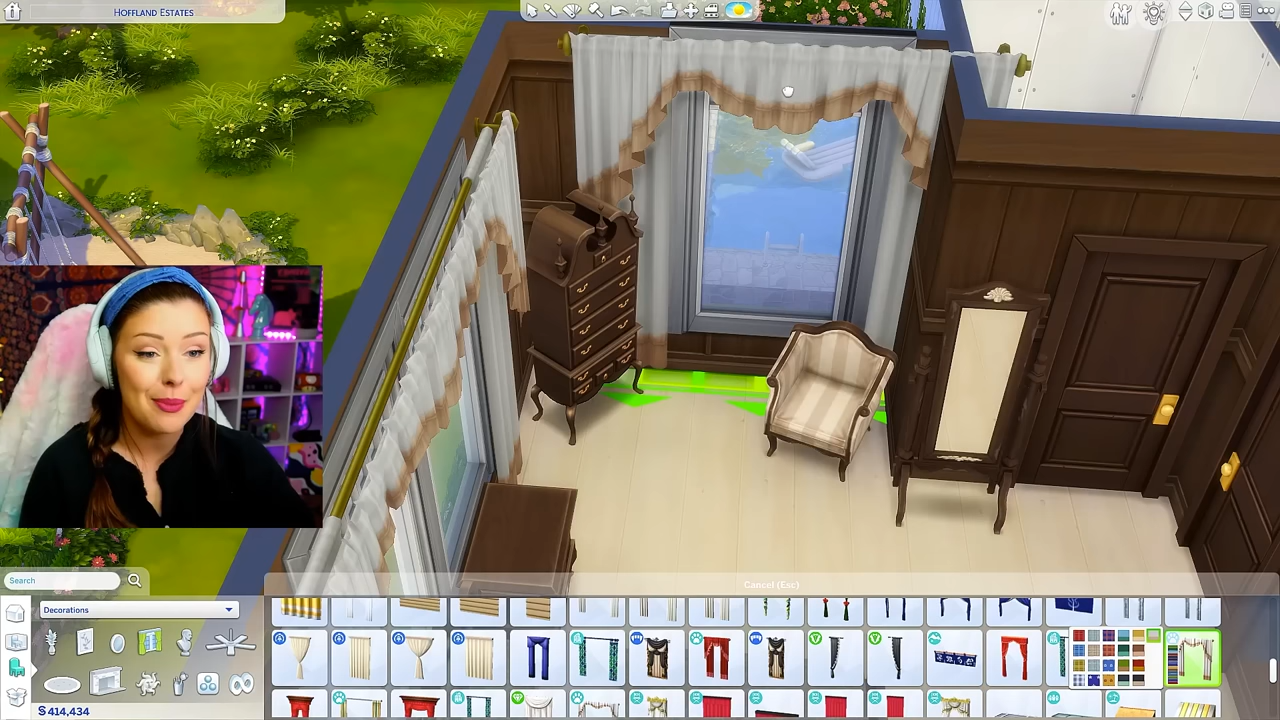 Hoffland Estates
Cancel (Esc)
Search
Decorations
§414,434